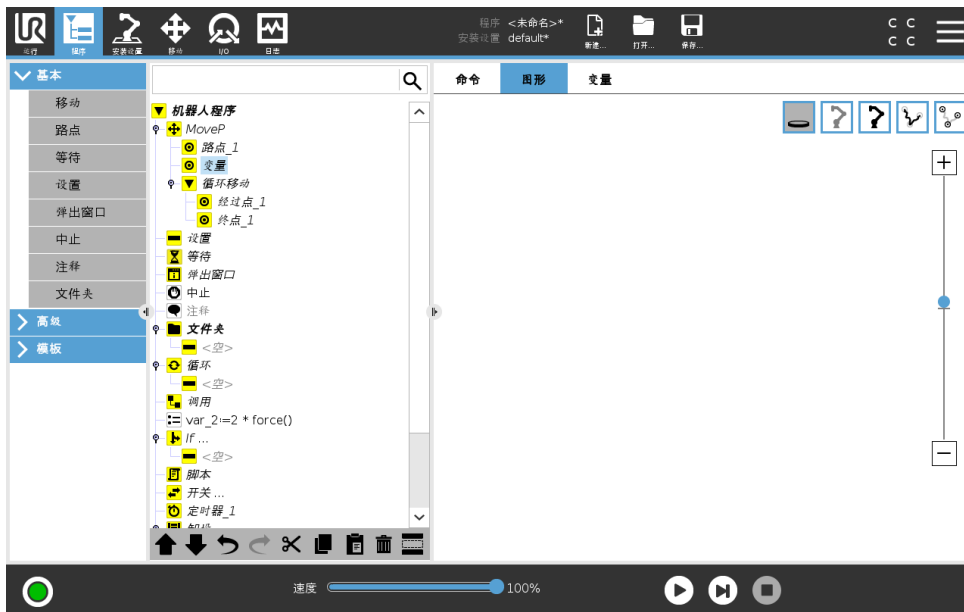 UR
运行 程序 安装设置 移动 I/O 日志
程序 <未命名>*
安装设置 default*
新建... 打开... 保存...
C C
C C
基本
移动
路点
等待
设置
弹出窗口
中止
注释
文件夹
高级
模板
机器人程序
MoveP
路点_1
变量
循环移动
经过点_1
终点_1
设置
等待
弹出窗口
中止
注释
文件夹
<空>
循环
<空>
调用
var_2:=2 * force()
If ...
<空>
脚本
开关 ...
定时器_1
命令 图形 变量
速度 100%